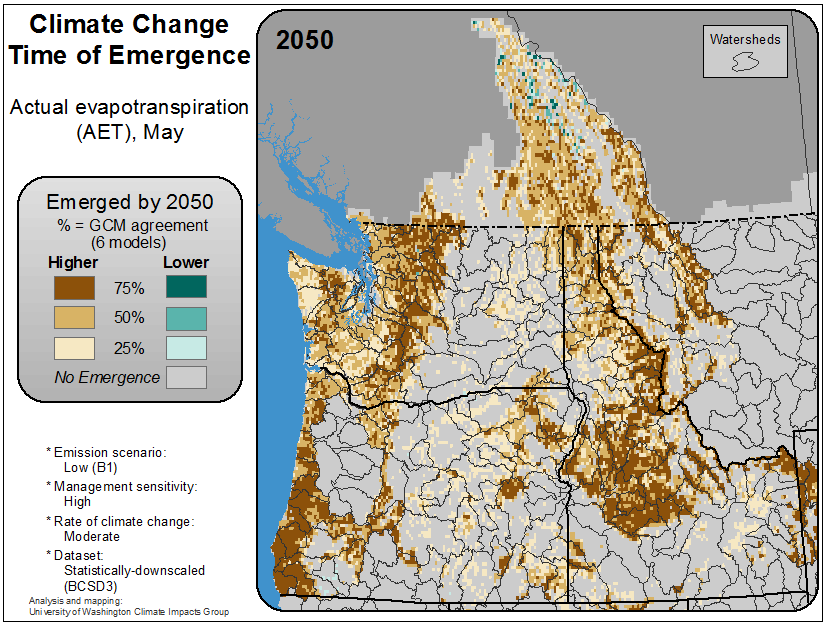 Climate Change
Time of Emergence
Actual evapotranspiration
(AET), May
Emerged by 2050
% = GCM agreement
(6 models)
Higher Lower
75%
50%
25%
No Emergence
* Emission scenario:
Low (B1)
* Management sensitivity:
High
* Rate of climate change:
Moderate
* Dataset:
Statistically-downscaled
(BCSD3)
Analysis and mapping:
University of Washington Climate Impacts Group
2050
Watersheds